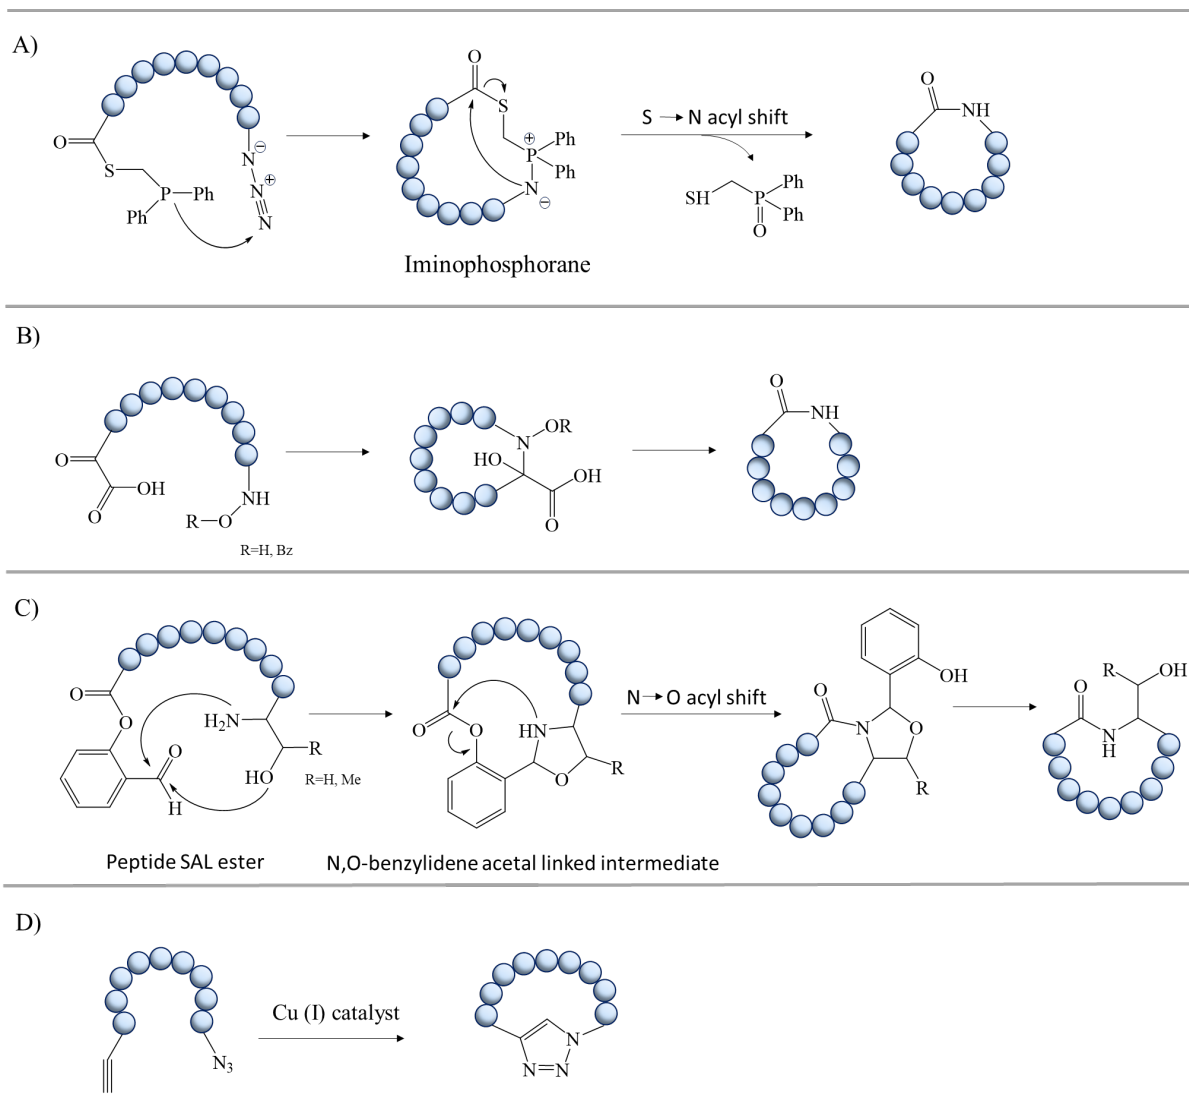 A)
O
S
P
Ph
Ph
N
⊖
N
⊕
N
O
S
⊕
P
Ph
Ph
N
⊖
Iminophosphorane
S → N acyl shift
SH
P
Ph
Ph
O
O
NH
B)
O
OH
O
NH
R
O
R=H, Bz
N
OR
HO
OH
O
O
NH
C)
O
O
H2N
O
H
HO
R
R=H, Me
Peptide SAL ester
O
O
HN
O
R
N,O-benzylidene acetal linked intermediate
N → O acyl shift
OH
O
N
O
R
R
OH
O
N
H
D)
N3
Cu (I) catalyst
N
N=N